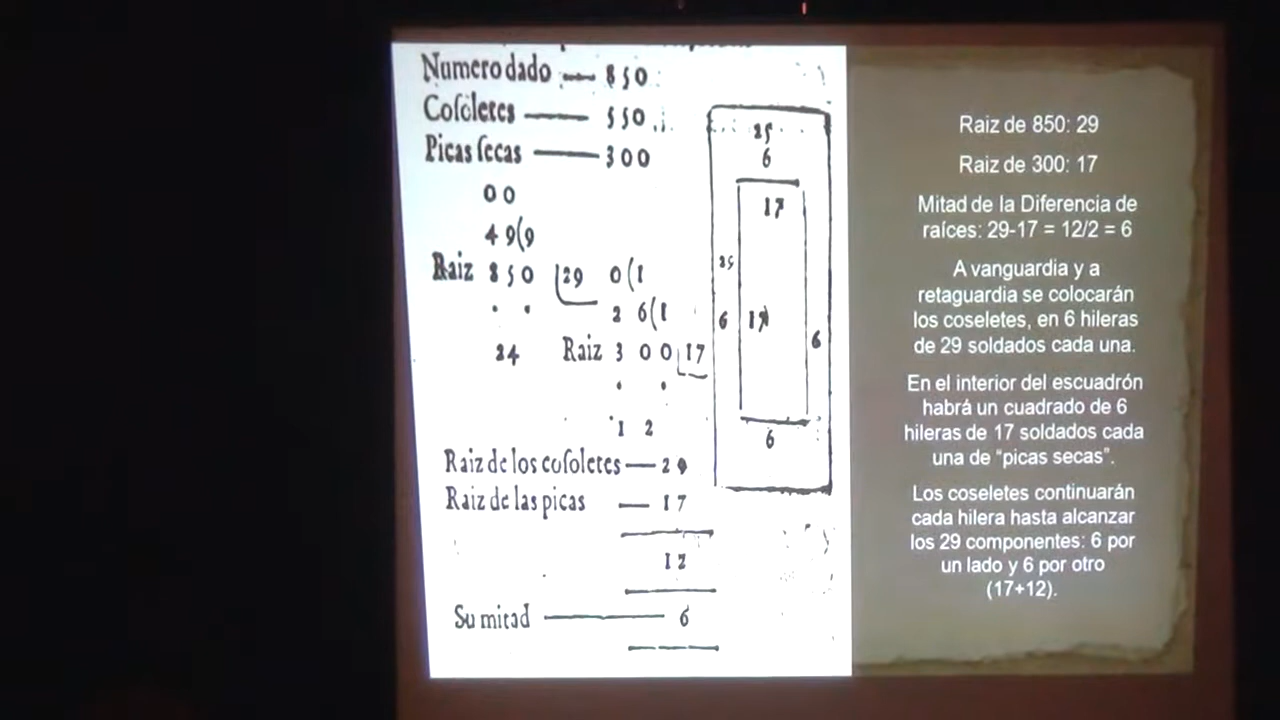 Numero dado — 850
Coſoletes — 550
Picas ſecas — 300
00
49(9
Raiz 850 29 0(1
2 6(1
24 Raiz 300 17
1 2
Raiz de los coſoletes — 29
Raiz de las picas — 17
12
Su mitad — 6
6
17
6
6
6
Raiz de 850: 29
Raiz de 300: 17
Mitad de la Diferencia de
raíces: 29-17 = 12/2 = 6
A vanguardia y a
retaguardia se colocarán
los coseletes, en 6 hileras
de 29 soldados cada una.
En el interior del escuadrón
habrá un cuadrado de 6
hileras de 17 soldados cada
una de “picas secas”.
Los coseletes continuarán
cada hilera hasta alcanzar
los 29 componentes: 6 por
un lado y 6 por otro
(17+12).